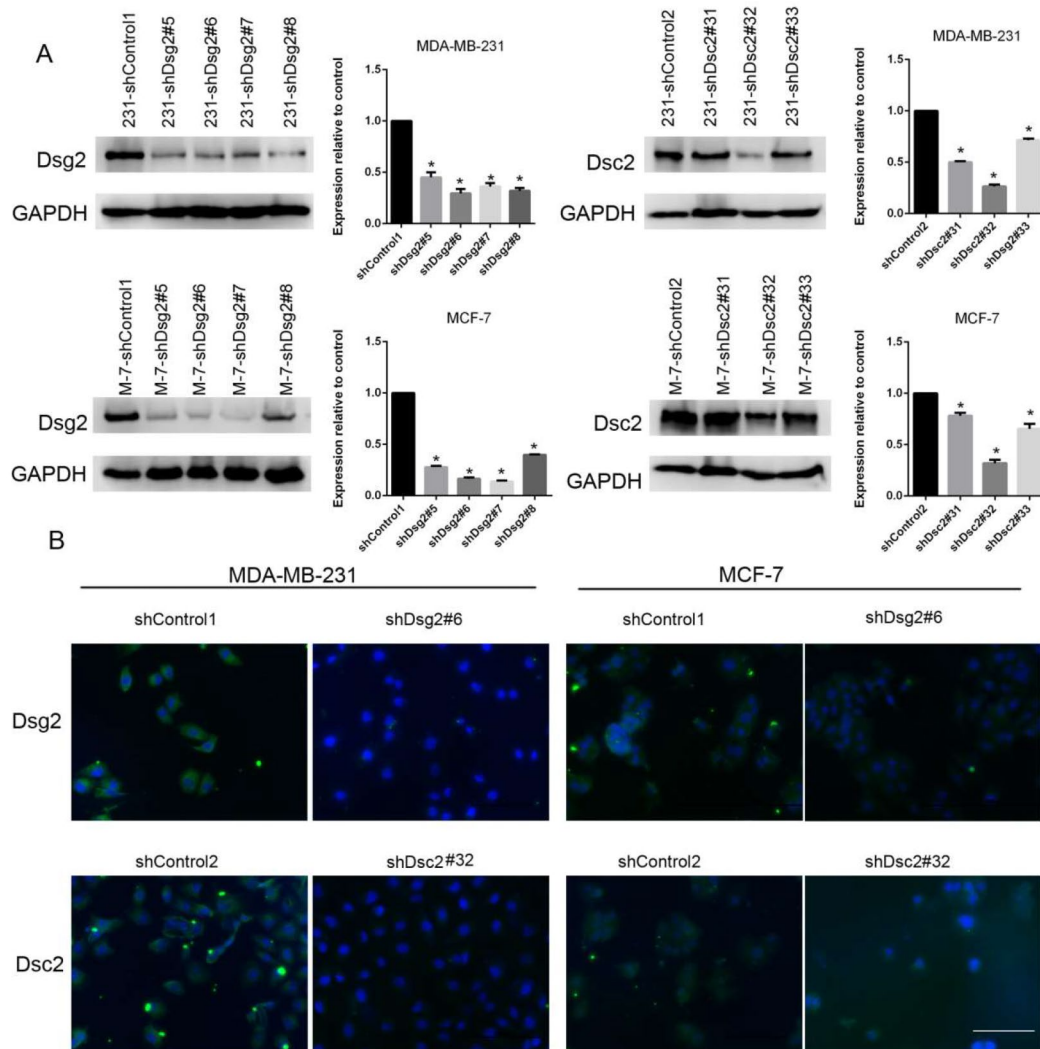 A
231-shControl1
231-shDsg2#5
231-shDsg2#6
231-shDsg2#7
231-shDsg2#8
Dsg2
GAPDH
MDA-MB-231
Expression relative to control
1.5
1.0
0.5
0.0
shControl1
shDsg2#5
shDsg2#6
shDsg2#7
shDsg2#8
* * * *
231-shControl2
231-shDsc2#31
231-shDsc2#32
231-shDsc2#33
Dsc2
GAPDH
MDA-MB-231
Expression relative to control
1.5
1.0
0.5
0.0
shControl2
shDsc2#31
shDsc2#32
shDsg2#33
* * *
M-7-shControl1
M-7-shDsg2#5
M-7-shDsg2#6
M-7-shDsg2#7
M-7-shDsg2#8
Dsg2
GAPDH
MCF-7
Expression relative to control
1.5
1.0
0.5
0.0
shControl1
shDsg2#5
shDsg2#6
shDsg2#7
shDsg2#8
* * * *
M-7-shControl2
M-7-shDsc2#31
M-7-shDsc2#32
M-7-shDsc2#33
Dsc2
GAPDH
MCF-7
Expression relative to control
1.5
1.0
0.5
0.0
shControl2
shDsc2#31
shDsc2#32
shDsc2#33
* * *
B
MDA-MB-231
MCF-7
shControl1
shDsg2#6
shControl1
shDsg2#6
Dsg2
shControl2
shDsc2#32
shControl2
shDsc2#32
Dsc2